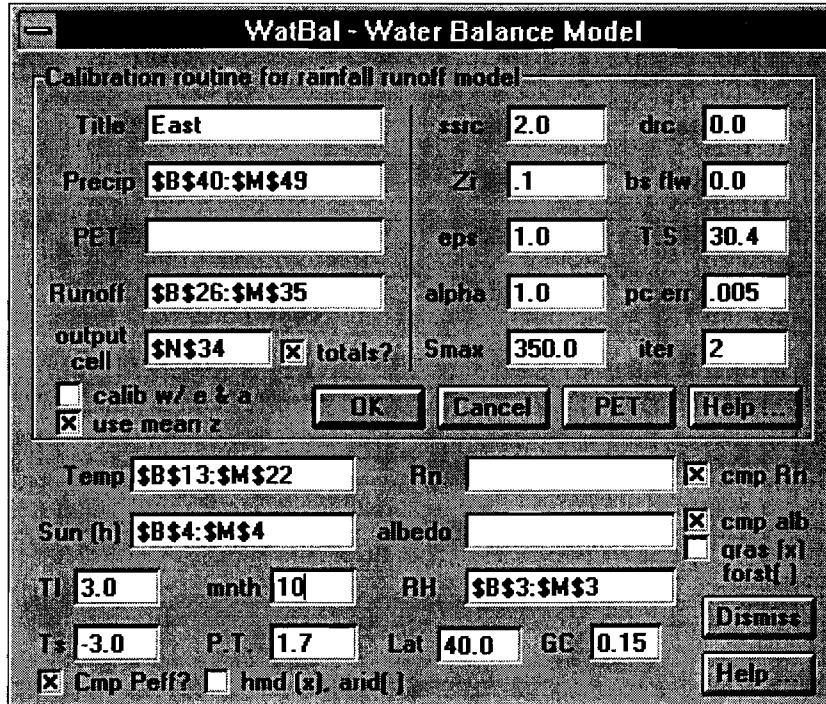 WatBal - Water Balance Model
Calibration routine for rainfall runoff model
Title East ssrc 2.0 drc 0.0
Precip $B$40:$M$49 Zi .1 bs flw 0.0
PET eps 1.0 T.S 30.4
Runoff $B$26:$M$35 alpha 1.0 pc err .005
output cell $N$34 totals? Smax 350.0 iter 2
calib w/ e & a
use mean z
OK Cancel PET Help ...
Temp $B$13:$M$22 Rn cmp Rn
Sun (h) $B$4:$M$4 albedo cmp alb
gras (x)
forst( )
Tl 3.0 mnth 10 RH $B$3:$M$3
Dismiss
Ts -3.0 P.T. 1.7 Lat 40.0 GC 0.15
Cmp Peff? hmd (x), arid( )
Help ...